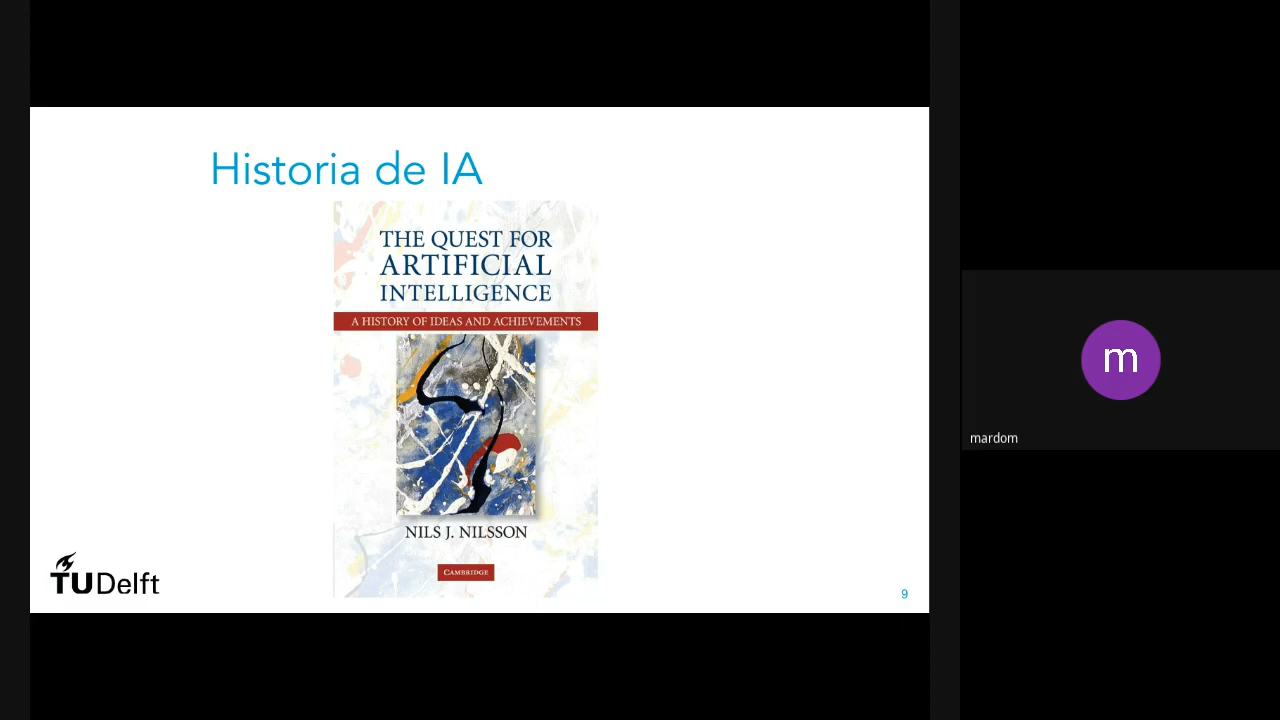 Historia de IA
THE QUEST FOR
ARTIFICIAL
INTELLIGENCE
A HISTORY OF IDEAS AND ACHIEVEMENTS
NILS J. NILSSON
CAMBRIDGE
TUDelft
9
m
mardom